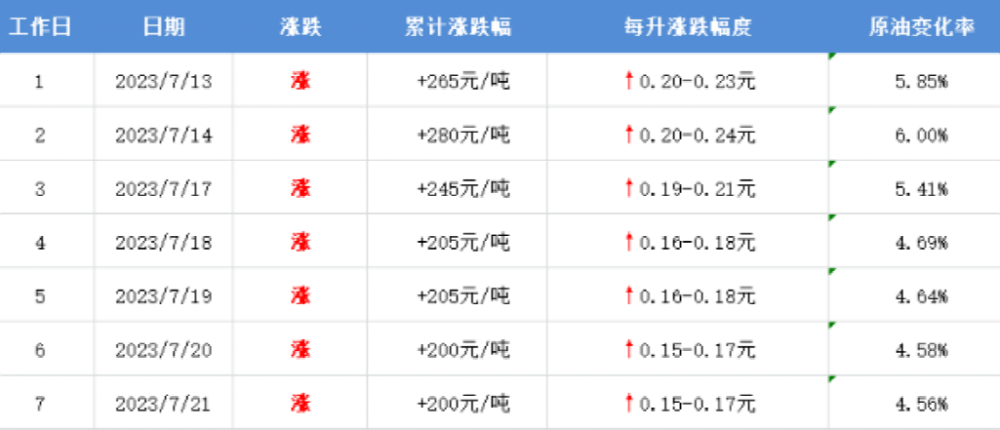 工作日 日期 涨跌 累计涨跌幅 每升涨跌幅度 原油变化率
1 2023/7/13 涨 +265元/吨 ↑0.20-0.23元 5.85%
2 2023/7/14 涨 +280元/吨 ↑0.20-0.24元 6.00%
3 2023/7/17 涨 +245元/吨 ↑0.19-0.21元 5.41%
4 2023/7/18 涨 +205元/吨 ↑0.16-0.18元 4.69%
5 2023/7/19 涨 +205元/吨 ↑0.16-0.18元 4.64%
6 2023/7/20 涨 +200元/吨 ↑0.15-0.17元 4.58%
7 2023/7/21 涨 +200元/吨 ↑0.15-0.17元 4.56%